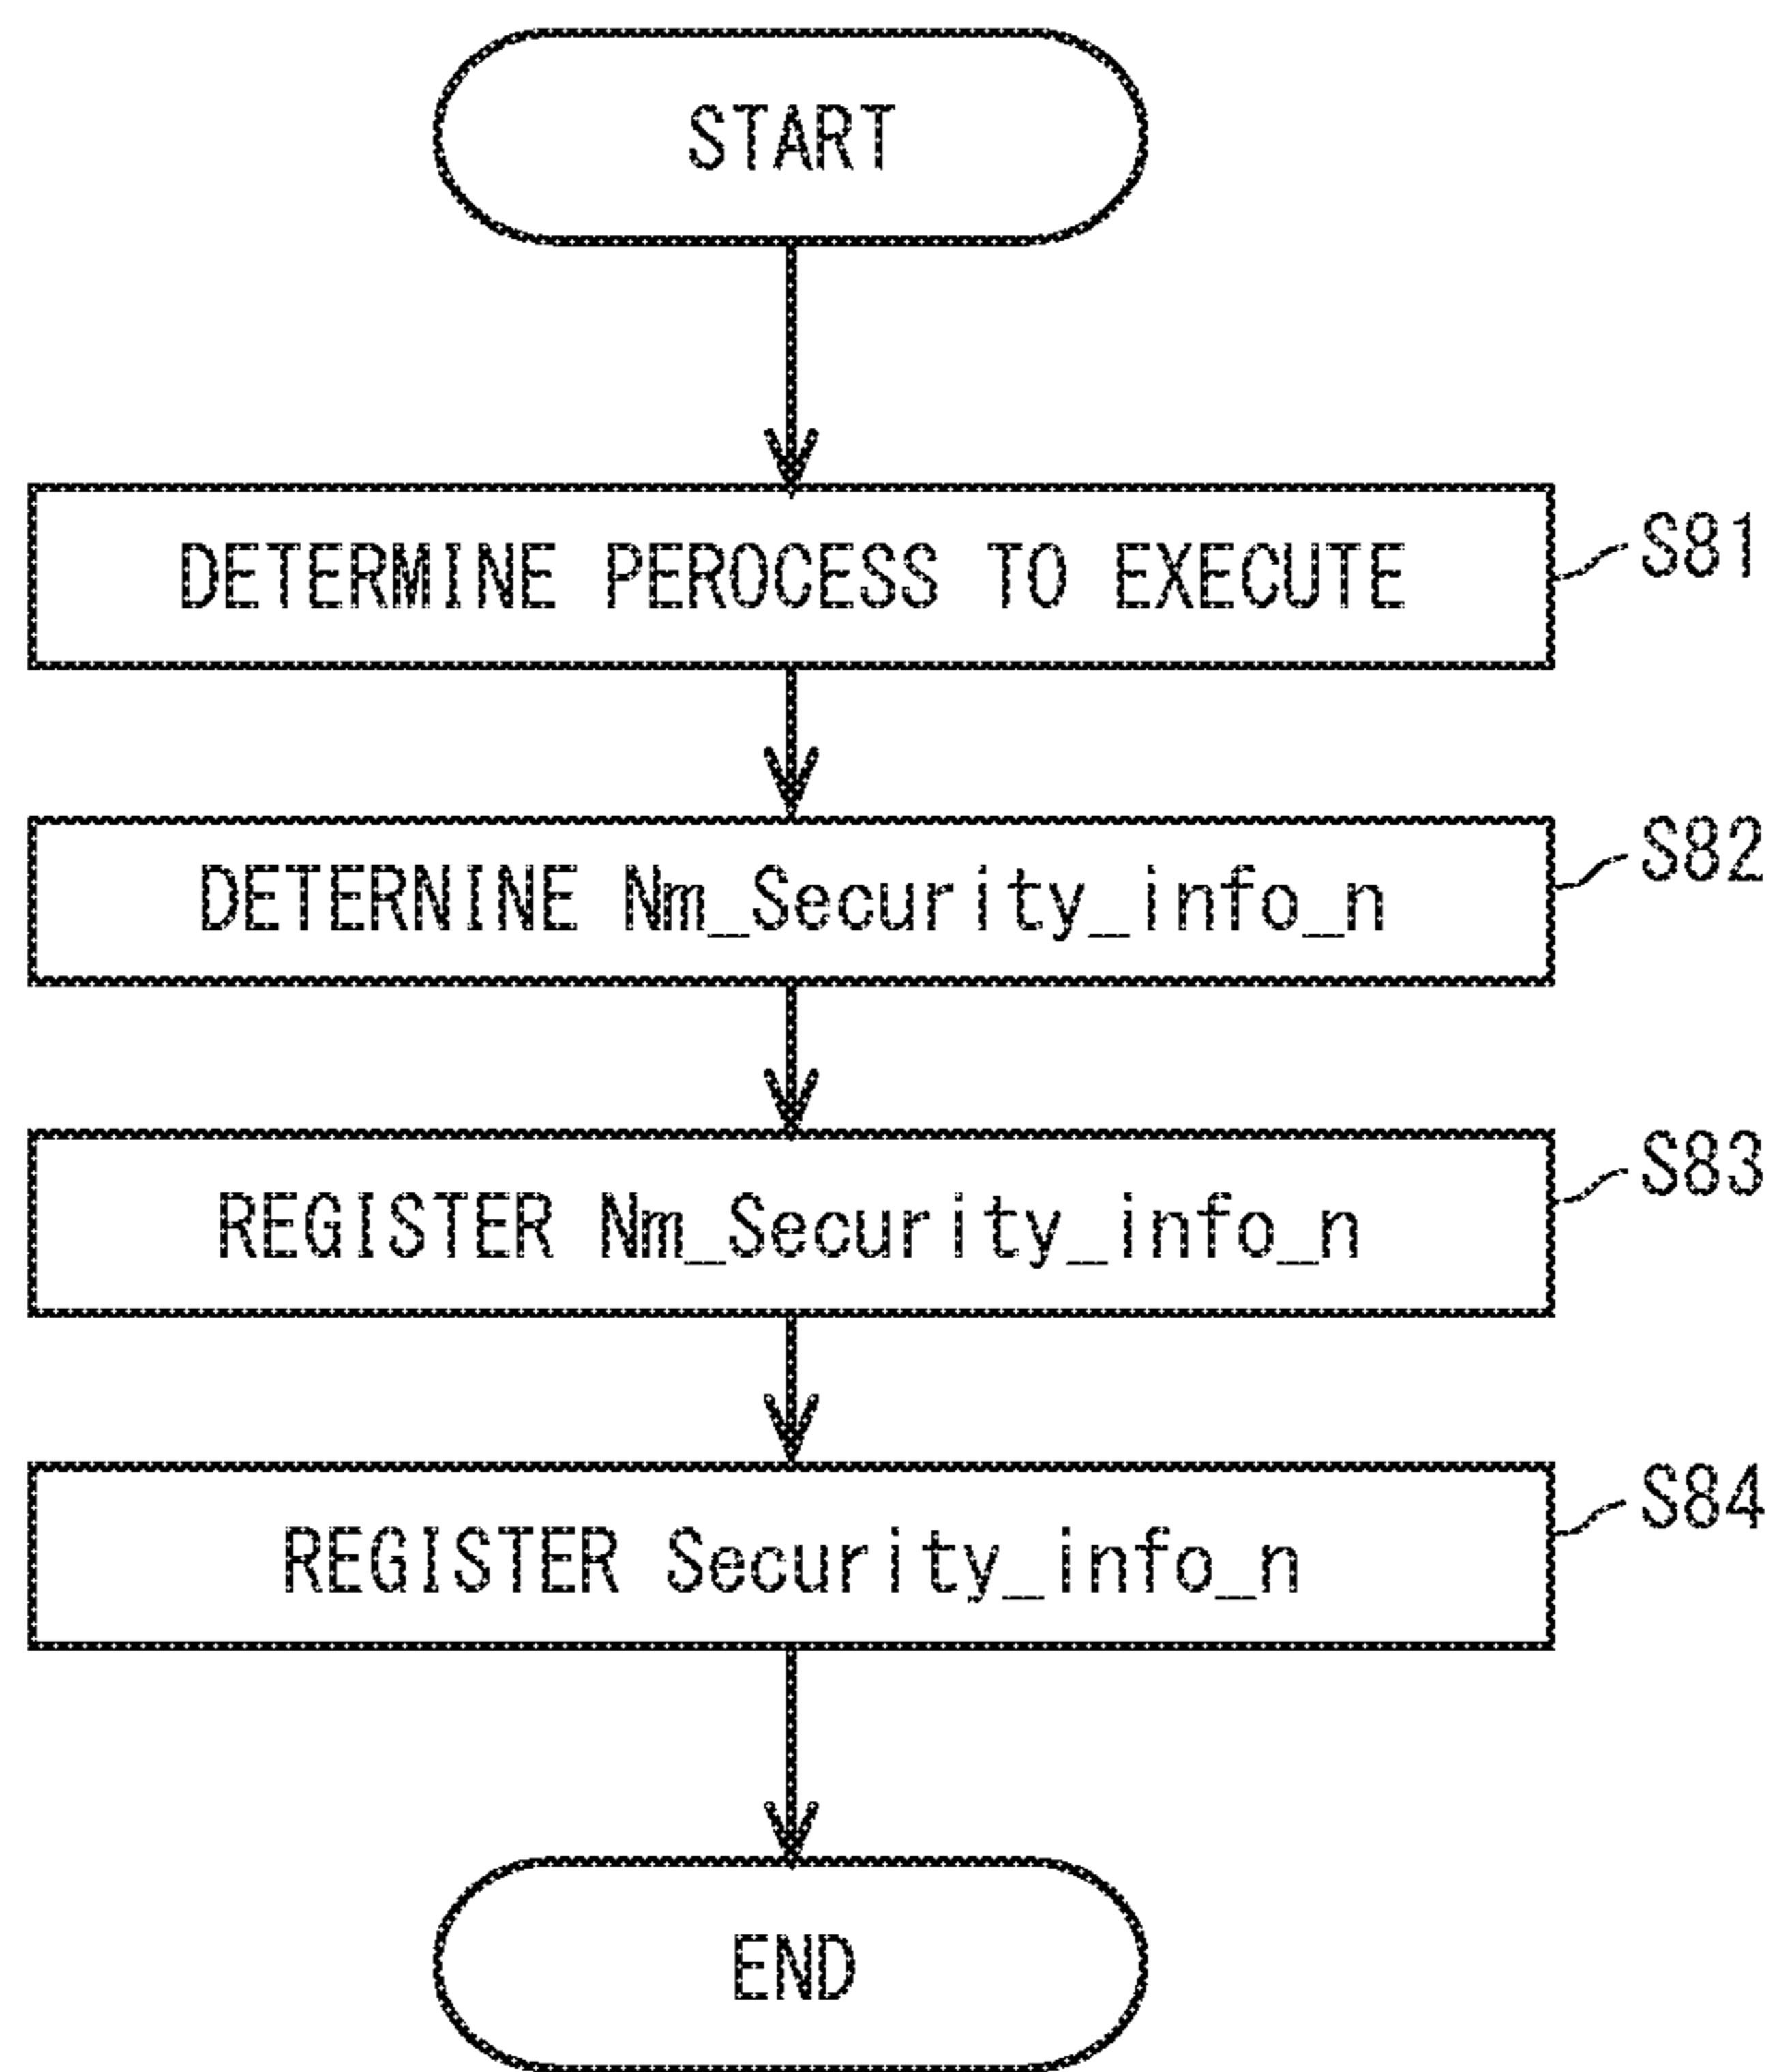 START
DETERMINE PEROCESS TO EXECUTE
S81
DETERNINE Nm_Security_info_n
S82
REGISTER Nm_Security_info_n
S83
REGISTER Security_info_n
S84
END